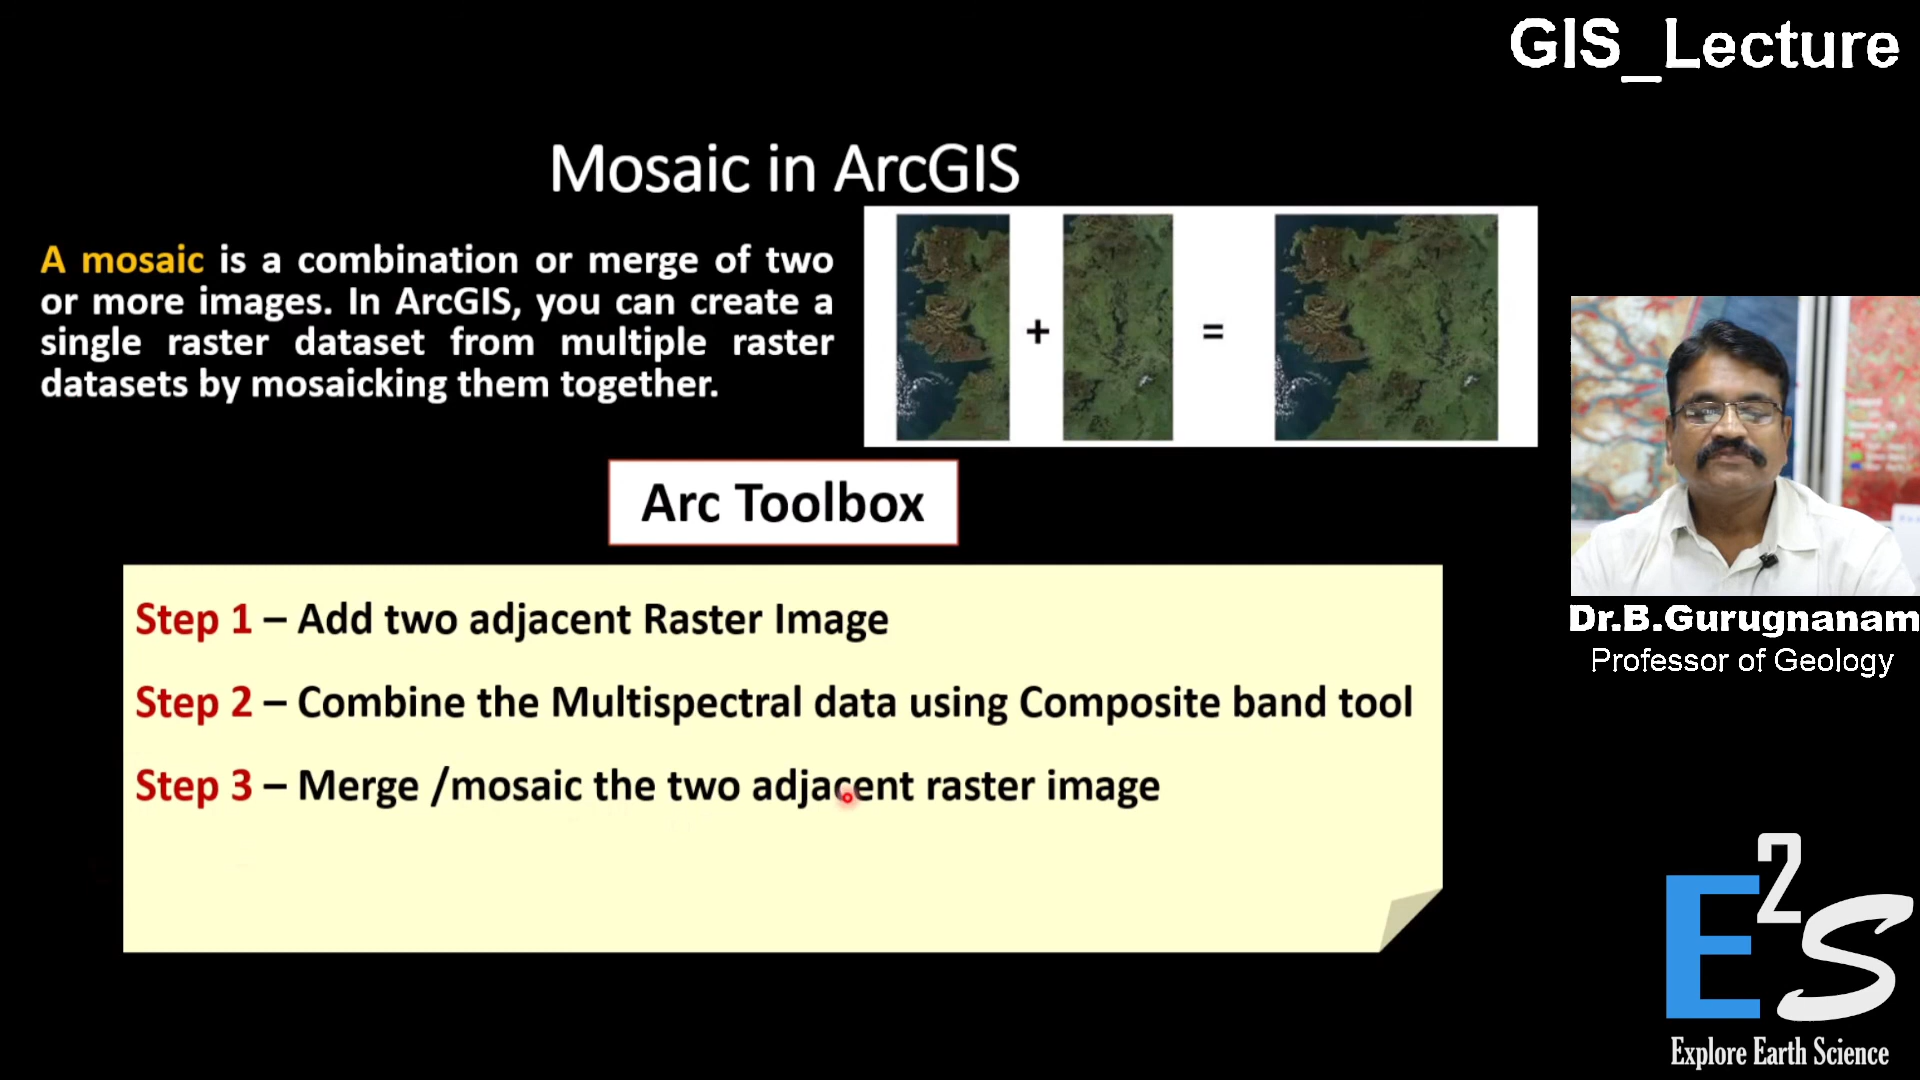 GIS_Lecture
Mosaic in ArcGIS
A mosaic is a combination or merge of two
or more images. In ArcGIS, you can create a
single raster dataset from multiple raster
datasets by mosaicking them together.
+ =
Arc Toolbox
Step 1 – Add two adjacent Raster Image
Step 2 – Combine the Multispectral data using Composite band tool
Step 3 – Merge /mosaic the two adjacent raster image
Dr.B.Gurugnanam
Professor of Geology
E2S
Explore Earth Science